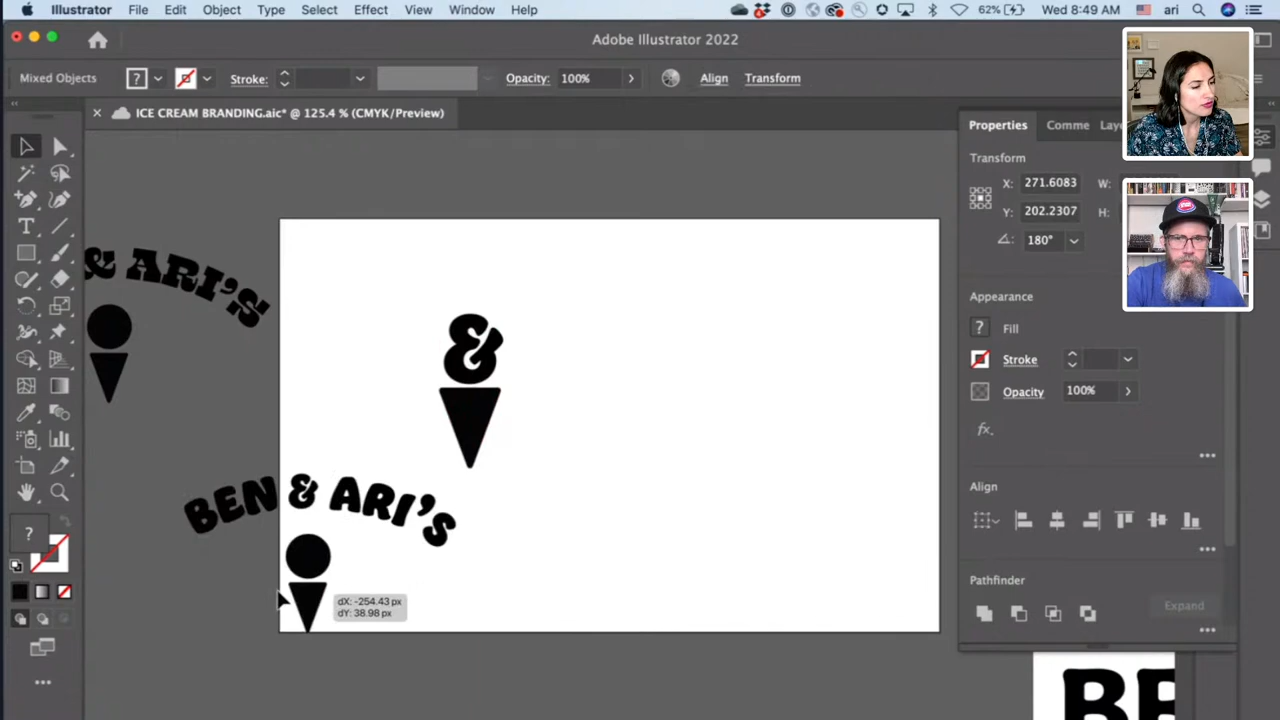 Illustrator File Edit Object Type Select Effect View Window Help 62% Wed 8:49 AM ari
Adobe Illustrator 2022
Mixed Objects ? Stroke: Opacity: 100% Align Transform
× ICE CREAM BRANDING.aic* @ 125.4 % (CMYK/Preview)
Properties Comme Lay
Transform
X: 271.6083 W:
Y: 202.2307 H:
180°
Appearance
? Fill
Stroke
Opacity 100%
fx.
Align
Pathfinder
Expand
& ARI'S
&
BEN & ARI'S
dX: -254.43 px
dY: 38.98 px
?